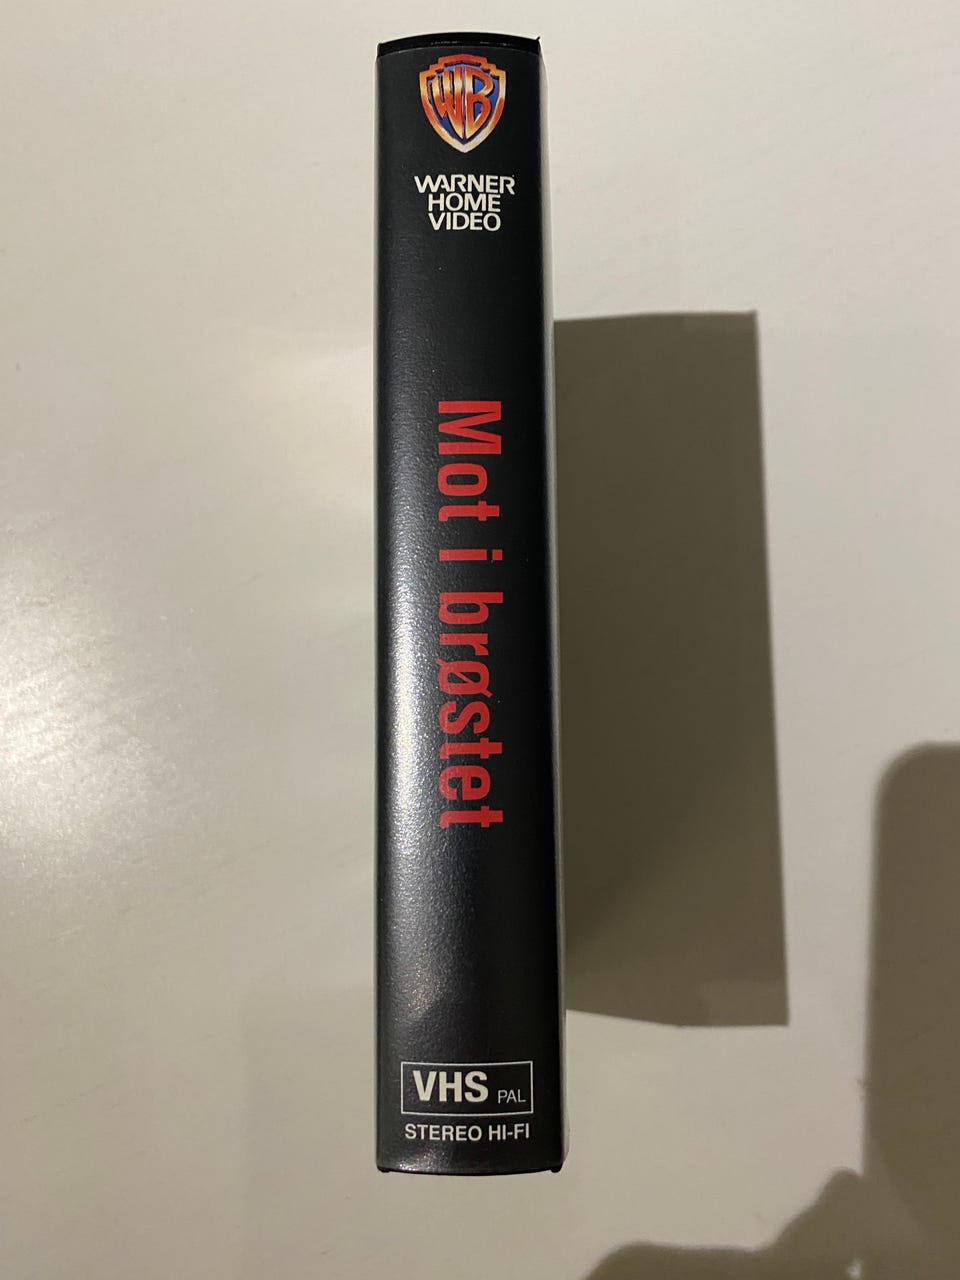 WB
WARNER
HOME
VIDEO
Mot i brøstet
VHS PAL
STEREO HI-FI